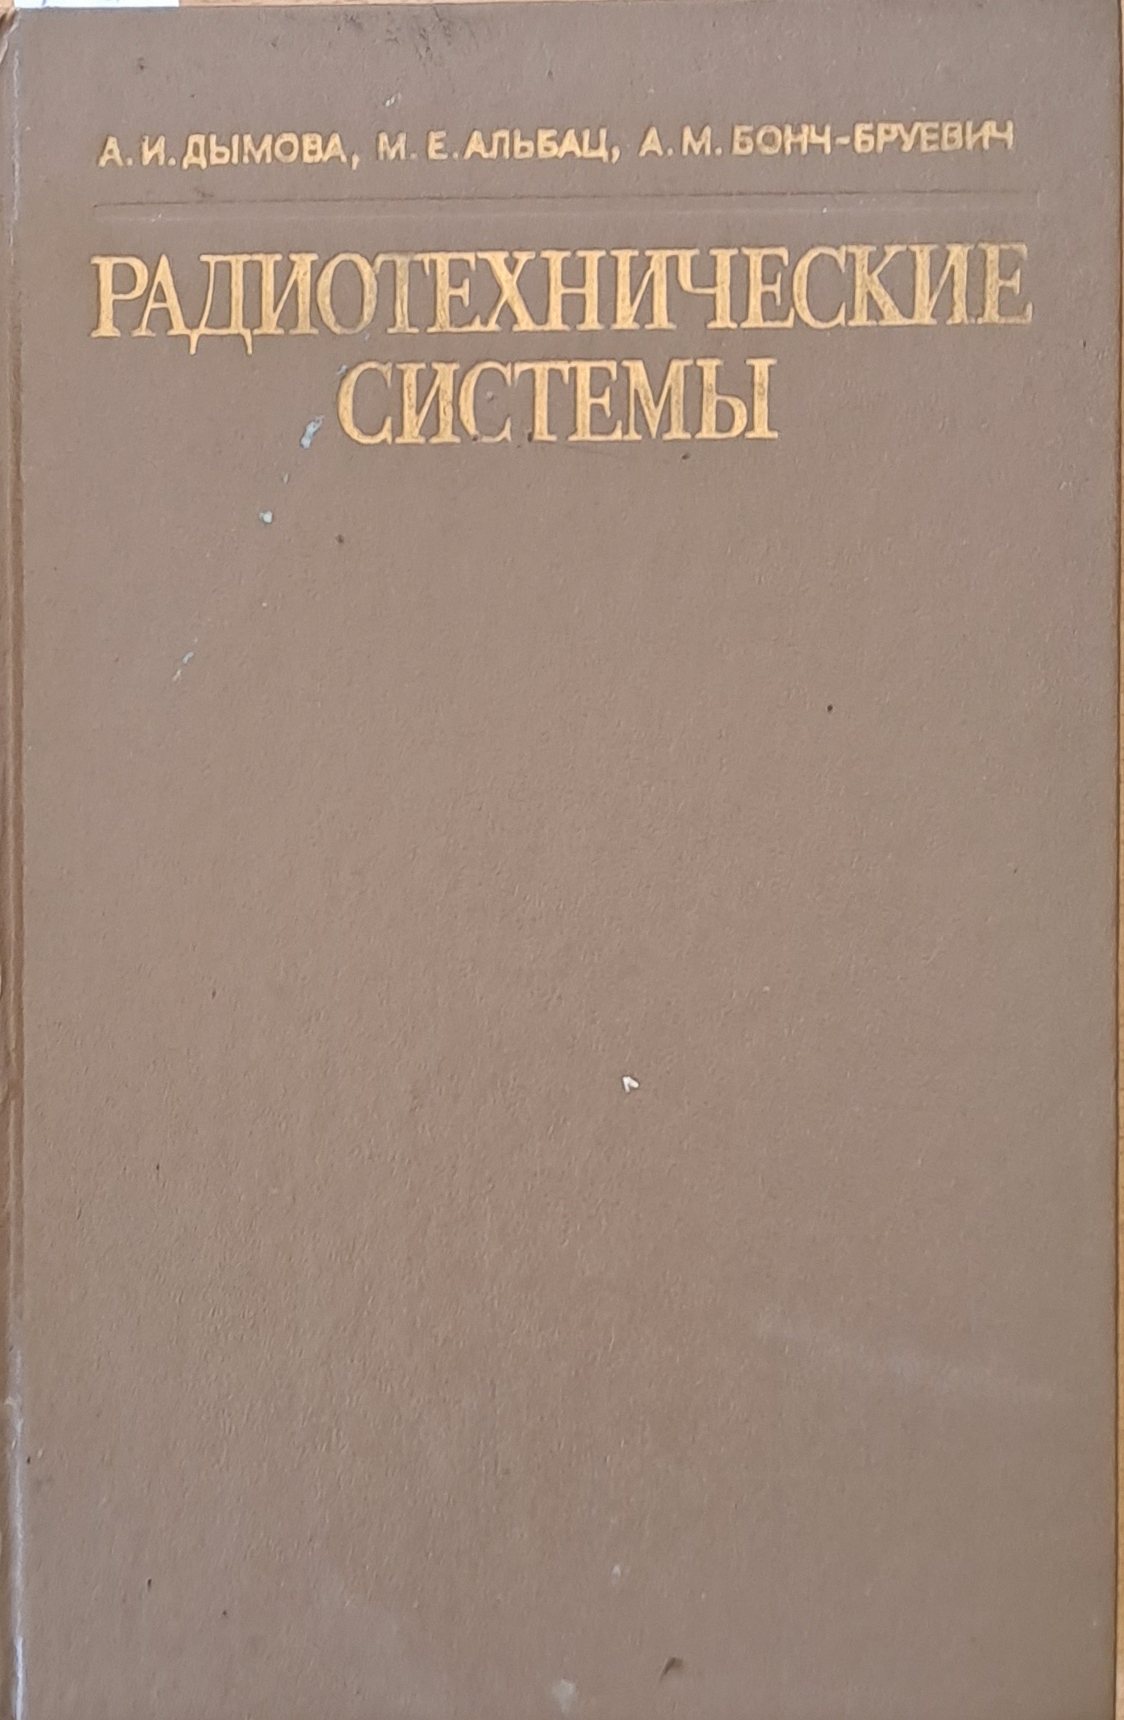 А. И. ДЫМОВА, М. Е. АЛЬБАЦ, А. М. БОНЧ-БРУЕВИЧ
РАДИОТЕХНИЧЕСКИЕ
СИСТЕМЫ